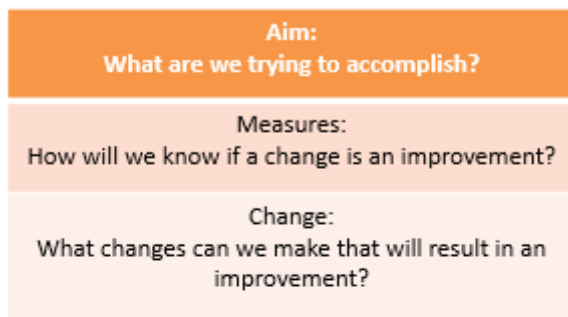 Aim:
What are we trying to accomplish?
Measures:
How will we know if a change is an improvement?
Change:
What changes can we make that will result in an
improvement?